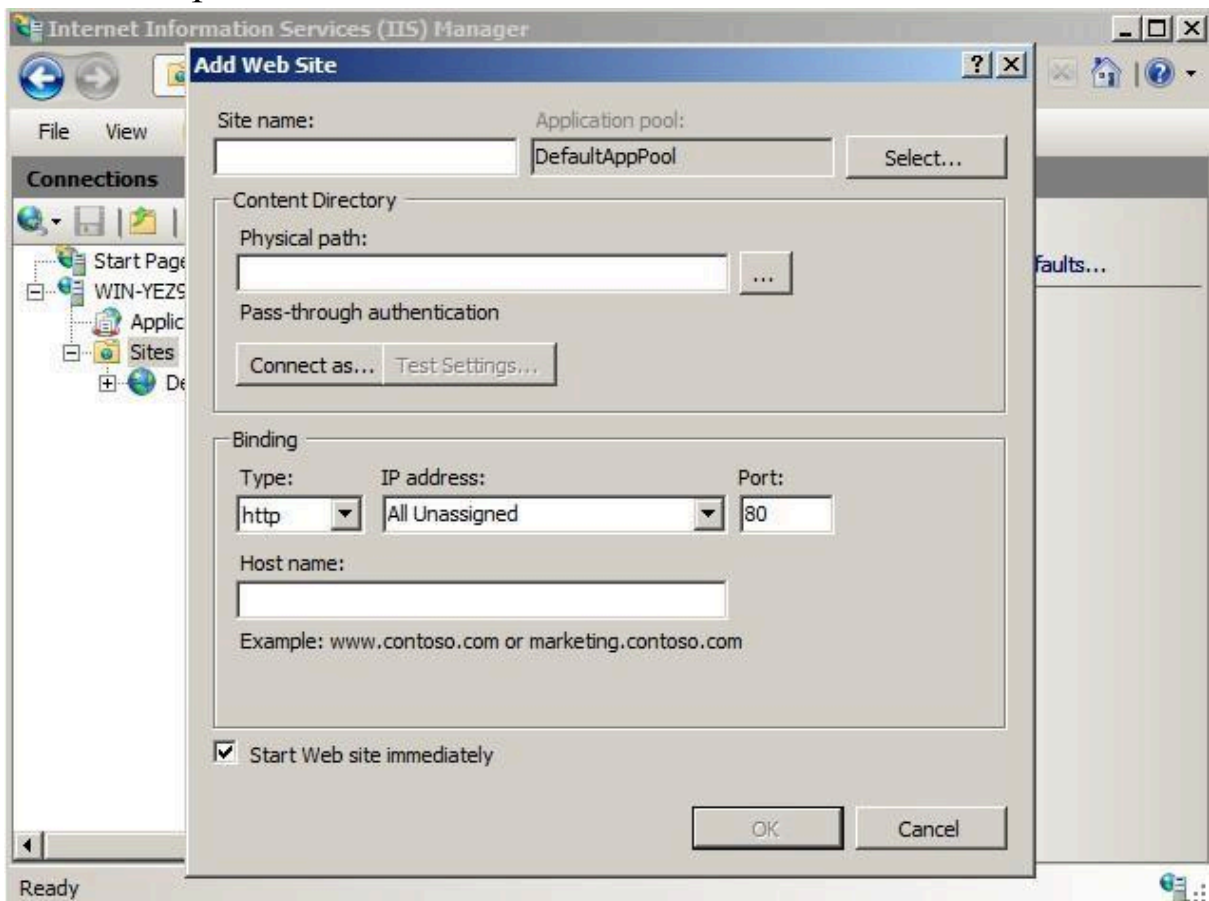 Internet Information Services (IIS) Manager
Add Web Site
File View
Site name: Application pool:
DefaultAppPool Select...
Connections
Content Directory
Physical path:
Start Page
...
faults...
WIN-YEZ9
Pass-through authentication
Applic
Sites
Connect as... Test Settings...
De
Binding
Type: IP address: Port:
http All Unassigned 80
Host name:
Example: www.contoso.com or marketing.contoso.com
Start Web site immediately
OK Cancel
Ready